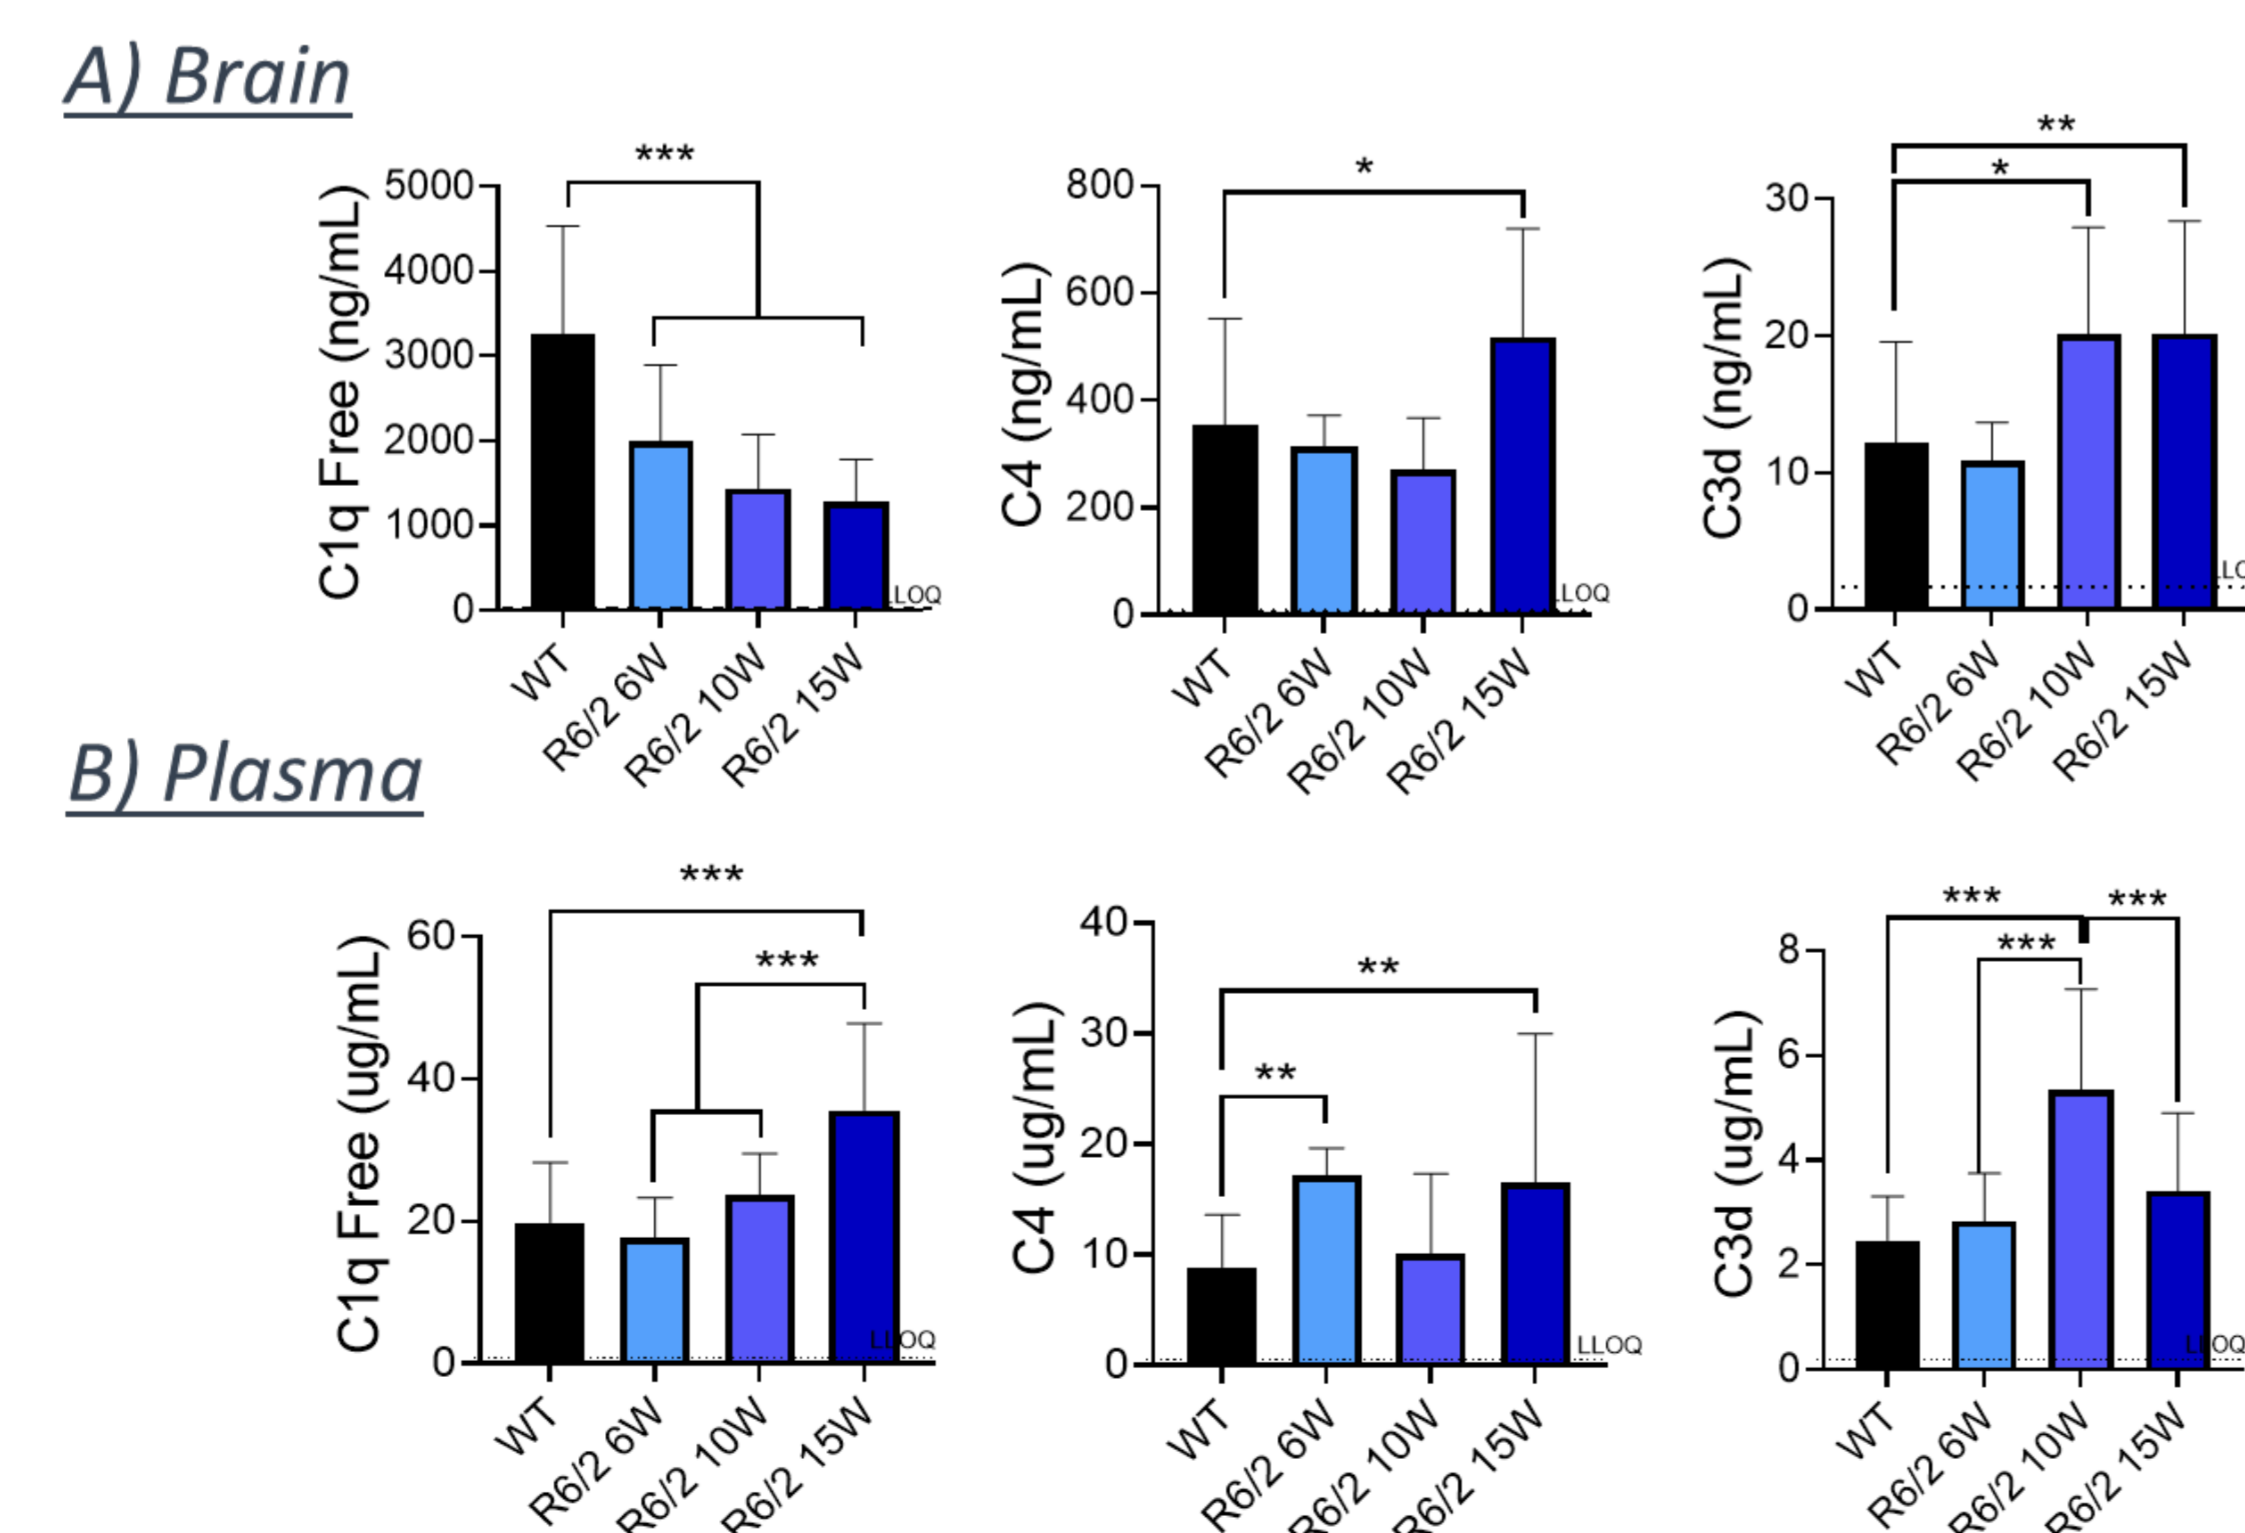 A) Brain
***
C1q Free (ng/mL)
5000
4000
3000
2000
1000
0
LLOQ
WT
R6/2 6W
R6/2 10W
R6/2 15W
*
C4 (ng/mL)
800
600
400
200
0
LLOQ
WT
R6/2 6W
R6/2 10W
R6/2 15W
**
*
C3d (ng/mL)
30
20
10
0
LLO
WT
R6/2 6W
R6/2 10W
R6/2 15W
B) Plasma
***
***
C1q Free (ug/mL)
60
40
20
0
LLOQ
WT
R6/2 6W
R6/2 10W
R6/2 15W
**
**
C4 (ug/mL)
40
30
20
10
0
LLOQ
WT
R6/2 6W
R6/2 10W
R6/2 15W
***
***
***
C3d (ug/mL)
8
6
4
2
0
LLOQ
WT
R6/2 6W
R6/2 10W
R6/2 15W